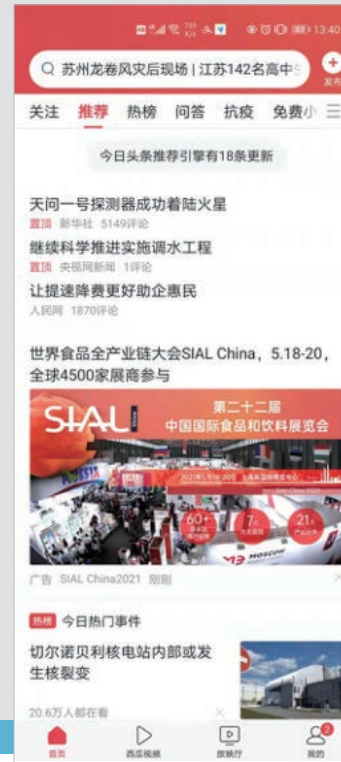 13:40
苏州龙卷风灾后现场 | 江苏142名高中
发布
关注 推荐 热榜 问答 抗疫 免费小
今日头条推荐引擎有18条更新
天问一号探测器成功着陆火星
置顶 新华社 5149评论
继续科学推进实施调水工程
置顶 央视网新闻 1评论
让提速降费更好助企惠民
人民网 1870评论
世界食品全产业链大会SIAL China，5.18-20，
全球4500家展商参与
SIAL
第二十二届
中国国际食品和饮料展览会
RUSSIA
60+
7大
21大
MOSCOW
广告 SIAL China2021 刚刚
热榜 今日热门事件
切尔诺贝利核电站内部或发
生核裂变
20.6万人都在看
首页 西瓜视频 放映厅 我的
2